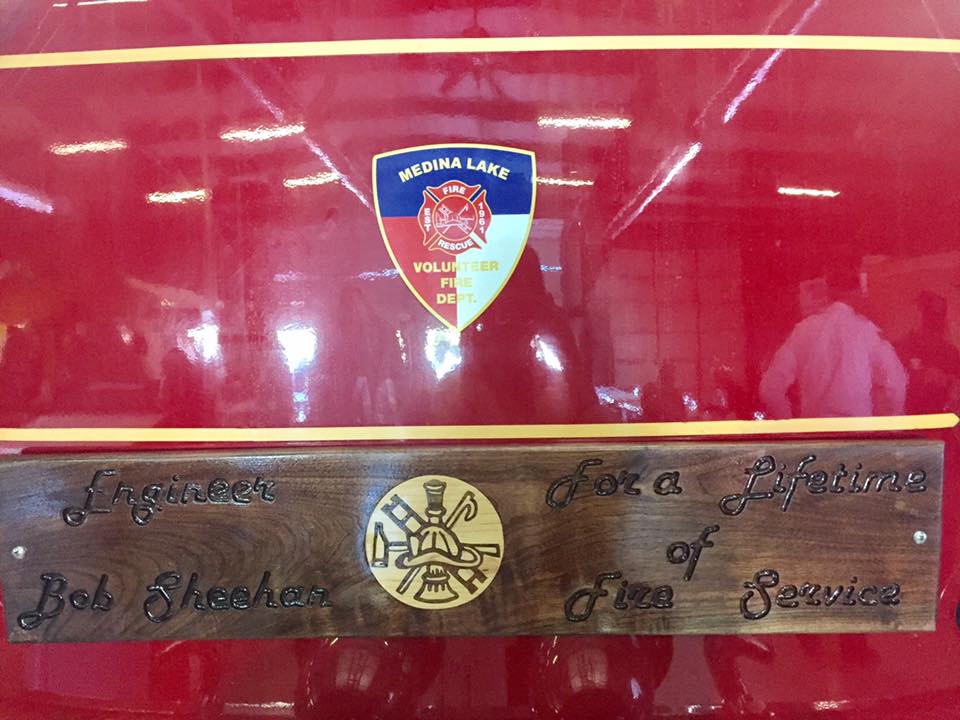 MEDINA LAKE
FIRE
EST 1961
RESCUE
VOLUNTEER
FIRE
DEPT.
Engineer
Bob Sheehan
For a Lifetime
of
Fire Service